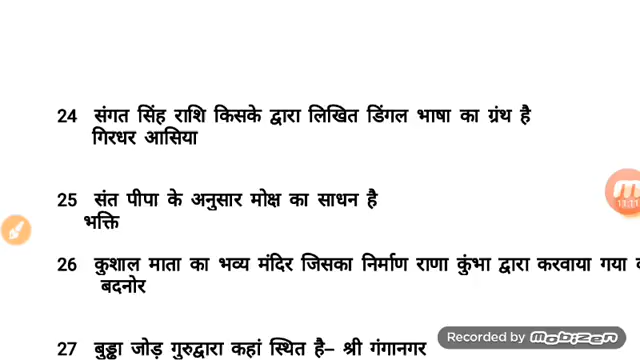 24 संगत सिंह राशि किसके द्वारा लिखित डिंगल भाषा का ग्रंथ है
गिरधर आसिया
25 संत पीपा के अनुसार मोक्ष का साधन है
भक्ति
26 कुशाल माता का भव्य मंदिर जिसका निर्माण राणा कुंभा द्वारा करवाया गया
बदनोर
27 बुड्ढा जोड़ गुरुद्वारा कहां स्थित है– श्री गंगानगर
Recorded by mobizen